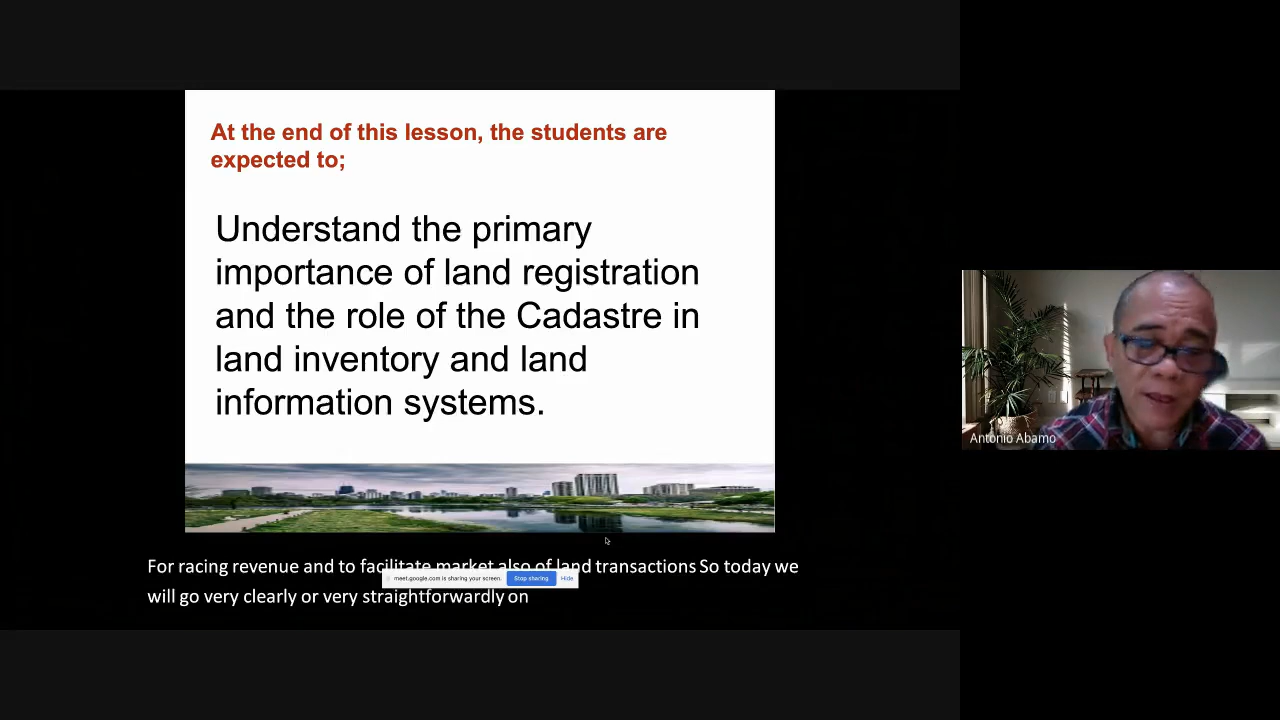 At the end of this lesson, the students are
expected to;
Understand the primary
importance of land registration
and the role of the Cadastre in
land inventory and land
information systems.
Antonio Abamo
For racing revenue and to facilitate market also of land transactions So today we
meet.google.com is sharing your screen. Stop sharing Hide
will go very clearly or very straightforwardly on